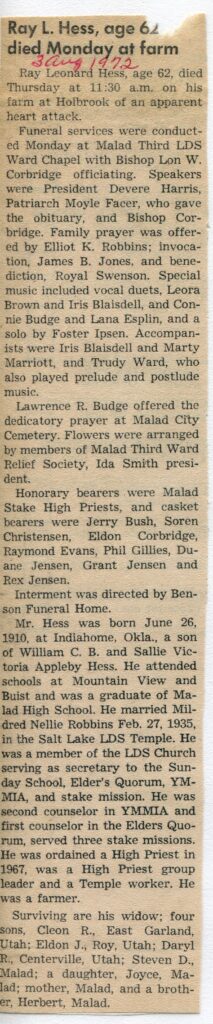 Ray L. Hess, age 62
died Monday at farm
3 Aug 1972
Ray Leonard Hess, age 62, died
Thursday at 11:30 a.m. on his
farm at Holbrook of an apparent
heart attack.
Funeral services were conduct-
ed Monday at Malad Third LDS
Ward Chapel with Bishop Lon W.
Corbridge officiating. Speakers
were President Devere Harris,
Patriarch Moyle Facer, who gave
the obituary, and Bishop Cor-
bridge. Family prayer was offer-
ed by Elliot K. Robbins; invoca-
tion, James B. Jones, and bene-
diction, Royal Swenson. Special
music included vocal duets, Leora
Brown and Iris Blaisdell, and Con-
nie Budge and Lana Esplin, and a
solo by Foster Ipsen. Accompan-
ists were Iris Blaisdell and Marty
Marriott, and Trudy Ward, who
also played prelude and postlude
music.
Lawrence R. Budge offered the
dedicatory prayer at Malad City
Cemetery. Flowers were arranged
by members of Malad Third Ward
Relief Society, Ida Smith presi-
dent.
Honorary bearers were Malad
Stake High Priests, and casket
bearers were Jerry Bush, Soren
Christensen, Eldon Corbridge,
Raymond Evans, Phil Gillies, Du-
ane Jensen, Grant Jensen and
Rex Jensen.
Interment was directed by Ben-
son Funeral Home.
Mr. Hess was born June 26,
1910, at Indiahome, Okla., a son
of William C. B. and Sallie Vic-
toria Appleby Hess. He attended
schools at Mountain View and
Buist and was a graduate of Ma-
lad High School. He married Mil-
dred Nellie Robbins Feb. 27, 1935,
in the Salt Lake LDS Temple. He
was a member of the LDS Church
serving as secretary to the Sun-
day School, Elder's Quorum, YM-
MIA, and stake mission. He was
second counselor in YMMIA and
first counselor in the Elders Quo-
rum, served three stake missions.
He was ordained a High Priest in
1967, was a High Priest group
leader and a Temple worker. He
was a farmer.
Surviving are his widow; four
sons, Cleon R., East Garland,
Utah; Eldon J., Roy, Utah; Daryl
R., Centerville, Utah; Steven D.,
Malad; a daughter, Joyce, Ma-
lad; mother, Malad, and a broth-
er, Herbert, Malad.